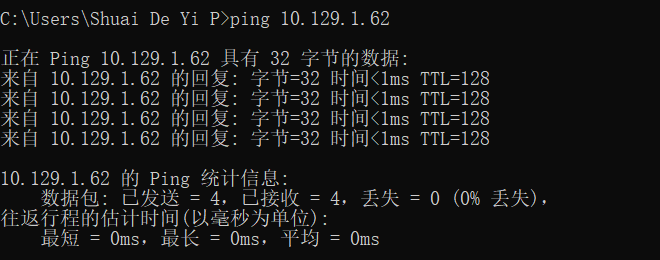 C:\Users\Shuai De Yi P>ping 10.129.1.62
正在 Ping 10.129.1.62 具有 32 字节的数据:
来自 10.129.1.62 的回复: 字节=32 时间<1ms TTL=128
来自 10.129.1.62 的回复: 字节=32 时间<1ms TTL=128
来自 10.129.1.62 的回复: 字节=32 时间<1ms TTL=128
来自 10.129.1.62 的回复: 字节=32 时间<1ms TTL=128
10.129.1.62 的 Ping 统计信息:
数据包: 已发送 = 4，已接收 = 4，丢失 = 0 (0% 丢失)，
往返行程的估计时间(以毫秒为单位):
最短 = 0ms，最长 = 0ms，平均 = 0ms